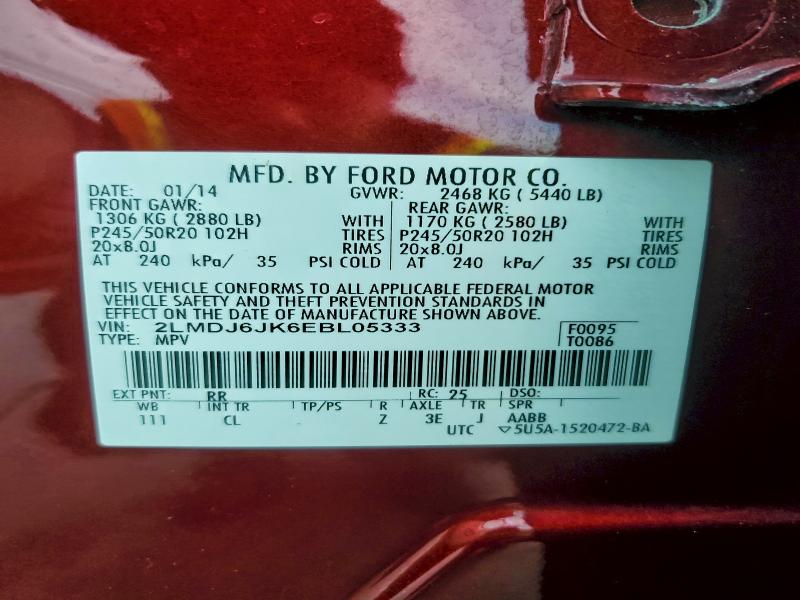 MFD. BY FORD MOTOR CO.
DATE: 01/14 GVWR: 2468 KG ( 5440 LB)
FRONT GAWR: REAR GAWR:
1306 KG ( 2880 LB) WITH 1170 KG ( 2580 LB) WITH
P245/50R20 102H TIRES P245/50R20 102H TIRES
20x8.0J RIMS 20x8.0J RIMS
AT 240 kPa/ 35 PSI COLD AT 240 kPa/ 35 PSI COLD
THIS VEHICLE CONFORMS TO ALL APPLICABLE FEDERAL MOTOR
VEHICLE SAFETY AND THEFT PREVENTION STANDARDS IN
EFFECT ON THE DATE OF MANUFACTURE SHOWN ABOVE.
VIN: 2LMDJ6JK6EBL05333 F0095
TYPE: MPV T0086
EXT PNT: RR RC: 25 DSO:
WB INT TR TP/PS R AXLE TR SPR
111 CL Z 3E J AABB
UTC ▽5U5A-1520472-BA